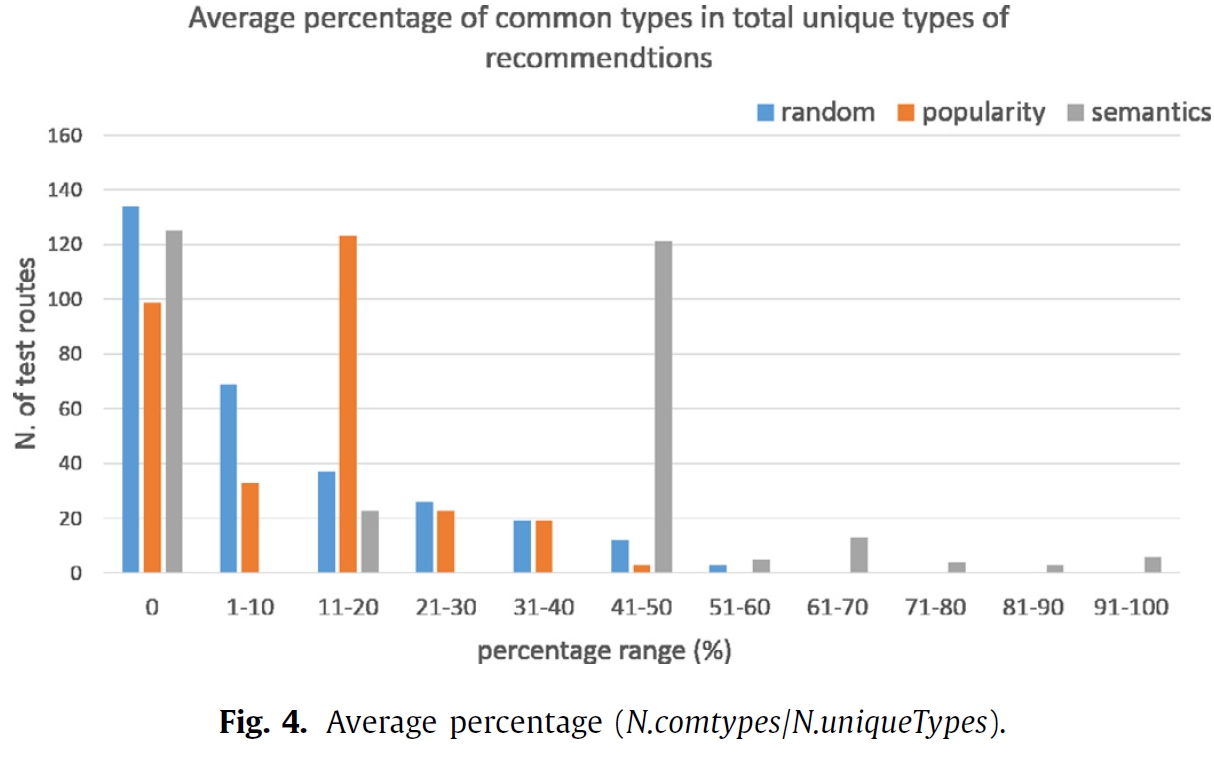 Average percentage of common types in total unique types of
recommendtions
random popularity semantics
160
140
120
100
80
60
40
20
0
N. of test routes
0 1-10 11-20 21-30 31-40 41-50 51-60 61-70 71-80 81-90 91-100
percentage range (%)
Fig. 4. Average percentage (N.comtypes/N.uniqueTypes).